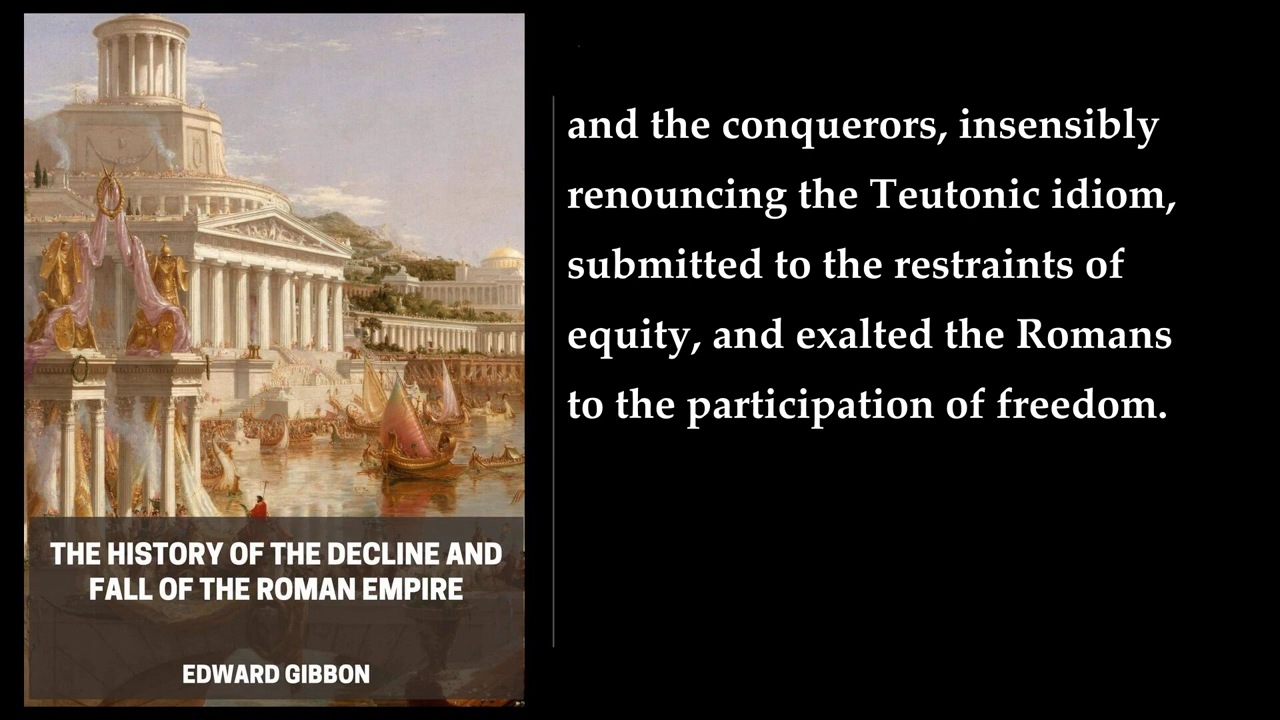 and the conquerors, insensibly
renouncing the Teutonic idiom,
submitted to the restraints of
equity, and exalted the Romans
to the participation of freedom.
THE HISTORY OF THE DECLINE AND
FALL OF THE ROMAN EMPIRE
EDWARD GIBBON